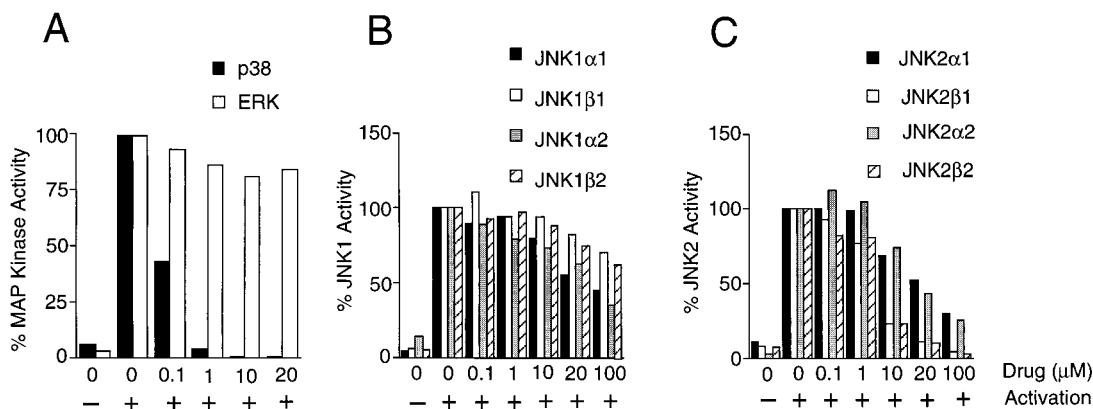 A
p38
ERK
% MAP Kinase Activity
100
75
50
25
0
0 0 0.1 1 10 20
– + + + + +
B
JNK1α1
JNK1β1
JNK1α2
JNK1β2
% JNK1 Activity
150
100
50
0
0 0 0.1 1 10 20 100
– + + + + + +
C
JNK2α1
JNK2β1
JNK2α2
JNK2β2
% JNK2 Activity
150
100
50
0
0 0 0.1 1 10 20 100 Drug (μM)
– + + + + + + Activation